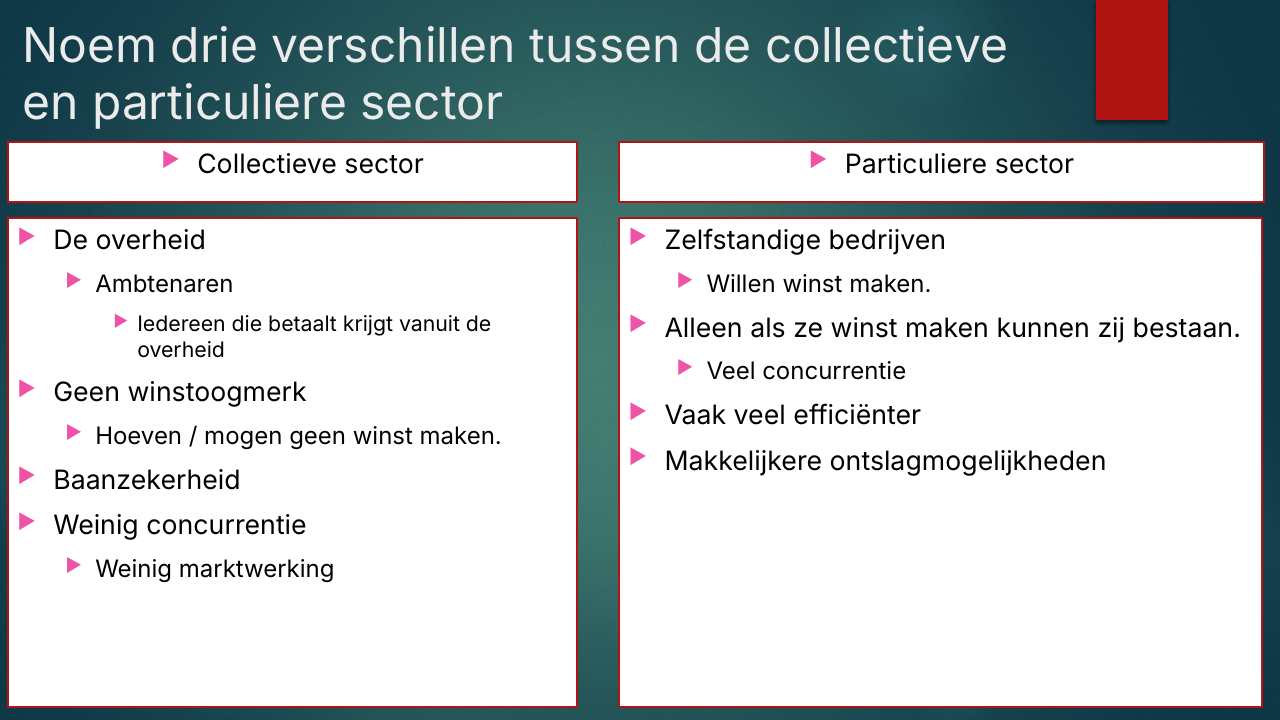 Noem drie verschillen tussen de collectieve
en particuliere sector
Collectieve sector
De overheid
Ambtenaren
Iedereen die betaalt krijgt vanuit de
overheid
Geen winstoogmerk
Hoeven / mogen geen winst maken.
Baanzekerheid
Weinig concurrentie
Weinig marktwerking
Particuliere sector
Zelfstandige bedrijven
Willen winst maken.
Alleen als ze winst maken kunnen zij bestaan.
Veel concurrentie
Vaak veel efficiënter
Makkelijkere ontslagmogelijkheden